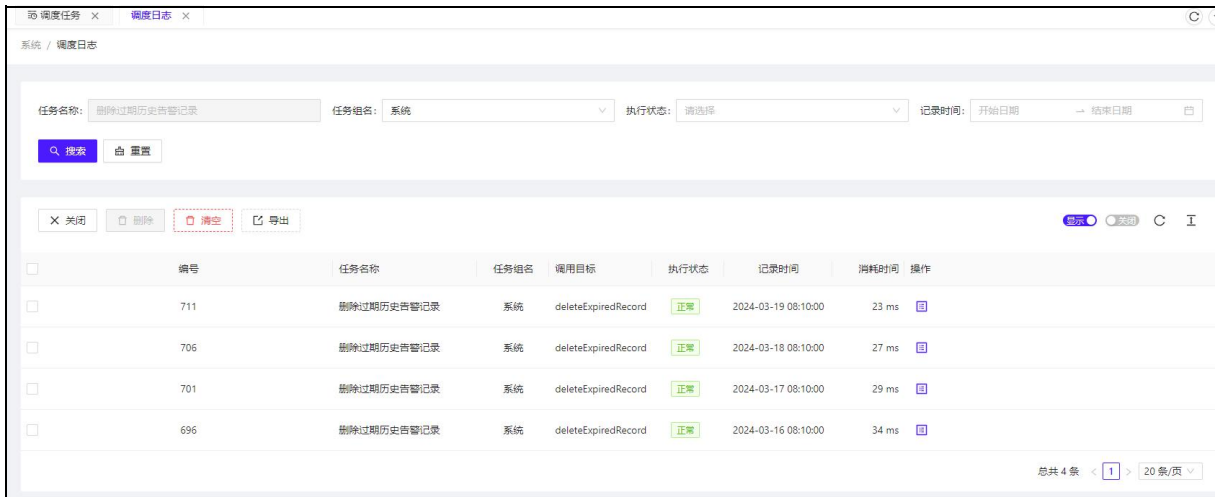 调度任务 调度日志
系统 / 调度日志
任务名称: 删除过期历史告警记录 任务组名: 系统 执行状态: 请选择 记录时间: 开始日期 → 结束日期
搜索 重置
关闭 删除 清空 导出 显示 关闭
编号 任务名称 任务组名 调用目标 执行状态 记录时间 消耗时间 操作
711 删除过期历史告警记录 系统 deleteExpiredRecord 正常 2024-03-19 08:10:00 23 ms
706 删除过期历史告警记录 系统 deleteExpiredRecord 正常 2024-03-18 08:10:00 27 ms
701 删除过期历史告警记录 系统 deleteExpiredRecord 正常 2024-03-17 08:10:00 29 ms
696 删除过期历史告警记录 系统 deleteExpiredRecord 正常 2024-03-16 08:10:00 34 ms
总共 4 条 < 1 > 20 条/页